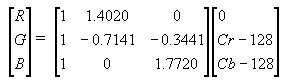 [R] = [1 1.4020 0] [0]
[G] = [1 −0.7141 −0.3441] [Cr−128]
[B] = [1 0 1.7720] [Cb−128]